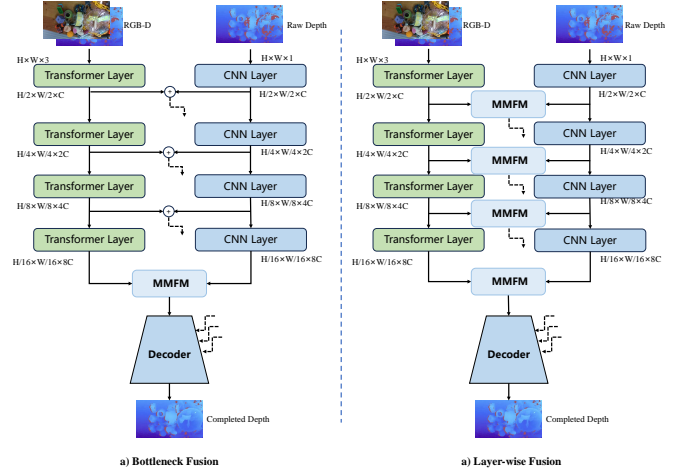 RGB-D
Raw Depth
H×W×3
H×W×1
Transformer Layer
CNN Layer
H/2×W/2×C
H/2×W/2×C
+
Transformer Layer
CNN Layer
H/4×W/4×2C
H/4×W/4×2C
+
Transformer Layer
CNN Layer
H/8×W/8×4C
H/8×W/8×4C
+
Transformer Layer
CNN Layer
H/16×W/16×8C
H/16×W/16×8C
MMFM
Decoder
Completed Depth
a) Bottleneck Fusion
RGB-D
Raw Depth
H×W×3
H×W×1
Transformer Layer
CNN Layer
H/2×W/2×C
H/2×W/2×C
MMFM
Transformer Layer
CNN Layer
H/4×W/4×2C
H/4×W/4×2C
MMFM
Transformer Layer
CNN Layer
H/8×W/8×4C
H/8×W/8×4C
MMFM
Transformer Layer
CNN Layer
H/16×W/16×8C
H/16×W/16×8C
MMFM
Decoder
Completed Depth
a) Layer-wise Fusion